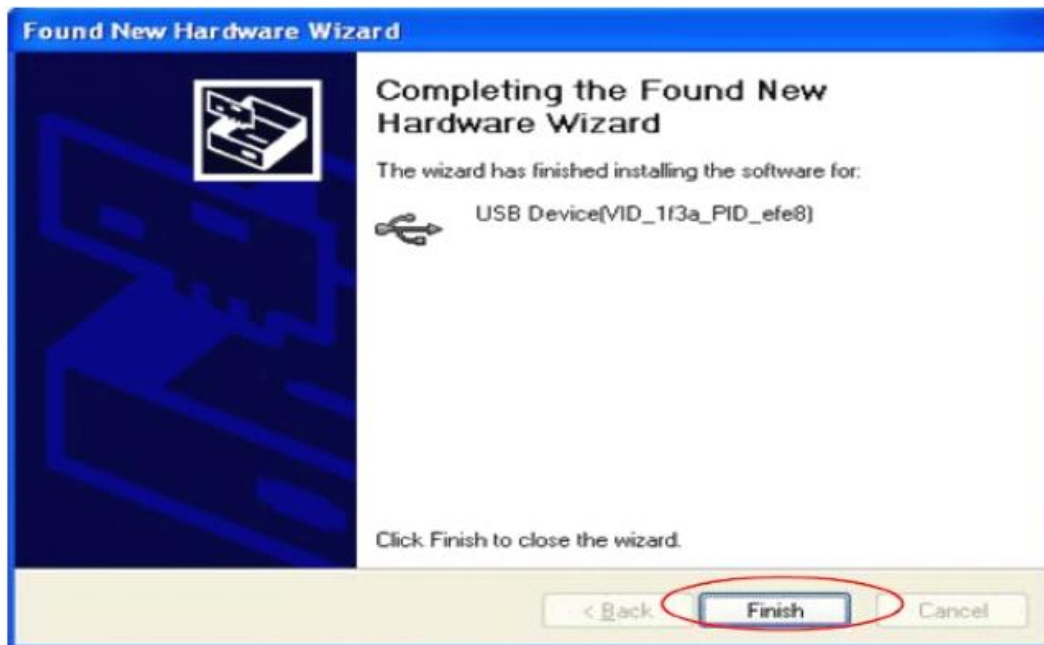 Found New Hardware Wizard
Completing the Found New
Hardware Wizard
The wizard has finished installing the software for:
USB Device(VID_1f3a_PID_efe8)
Click Finish to close the wizard.
< Back
Finish
Cancel